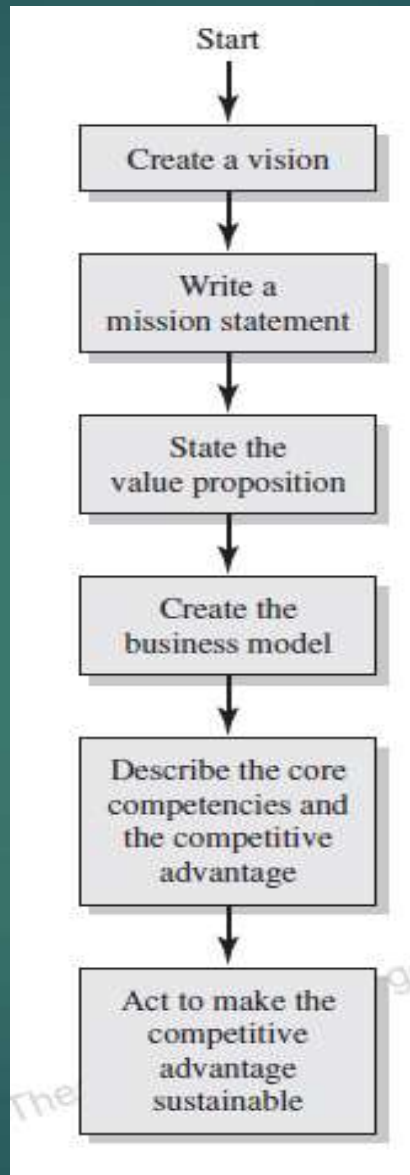 Start
Create a vision
Write a
mission statement
State the
value proposition
Create the
business model
Describe the core
competencies and
the competitive
advantage
Act to make the
competitive
advantage
sustainable
The
g